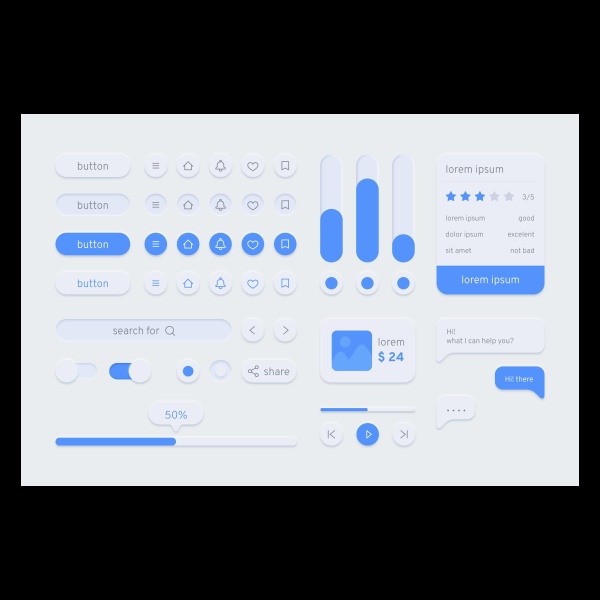 button
button
button
button
search for
share
50%
lorem
$ 24
lorem ipsum
3/5
lorem ipsum good
dolor ipsum excelent
sit amet not bad
lorem ipsum
Hi!
what I can help you?
Hi! there
....